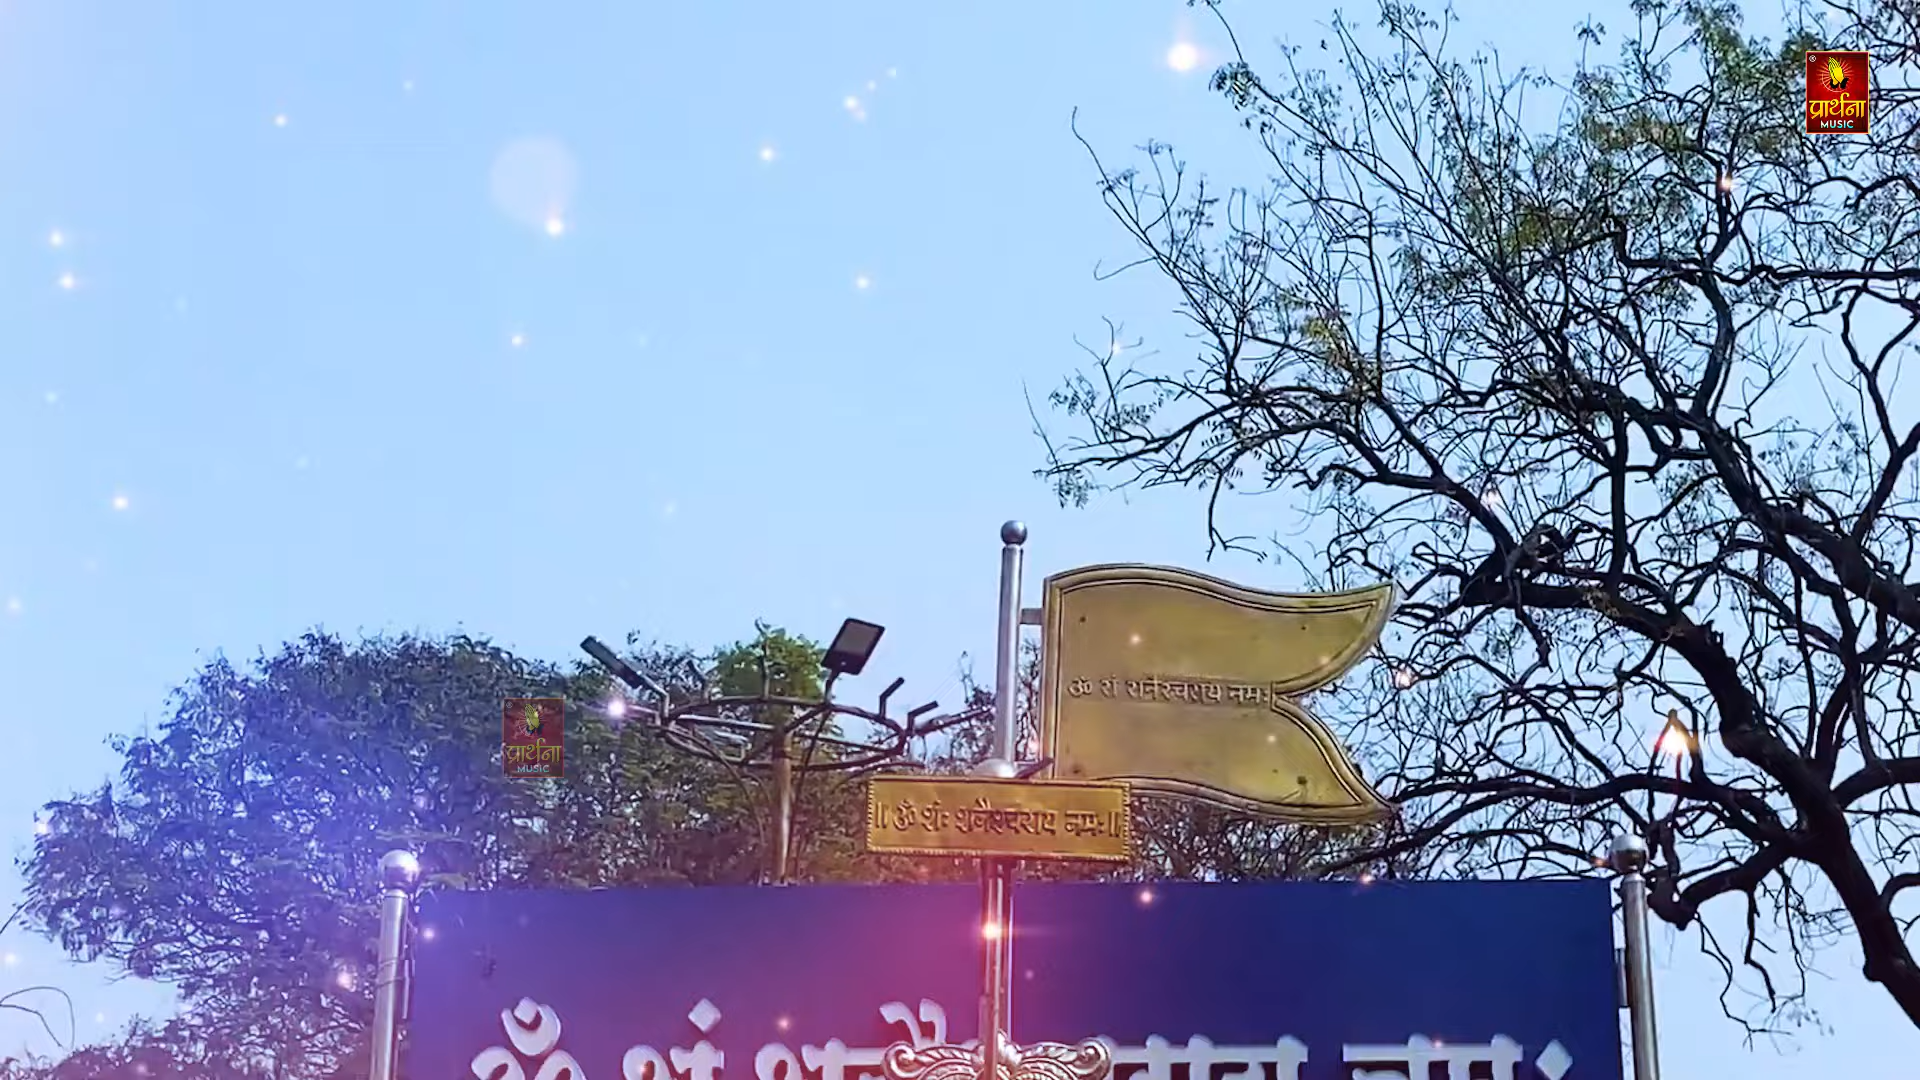 ® प्रार्थना
MUSIC
ॐ शं शनैश्चराय नमः
® प्रार्थना
MUSIC
॥ ॐ शं शनैश्चराय नमः ॥
ॐ शं